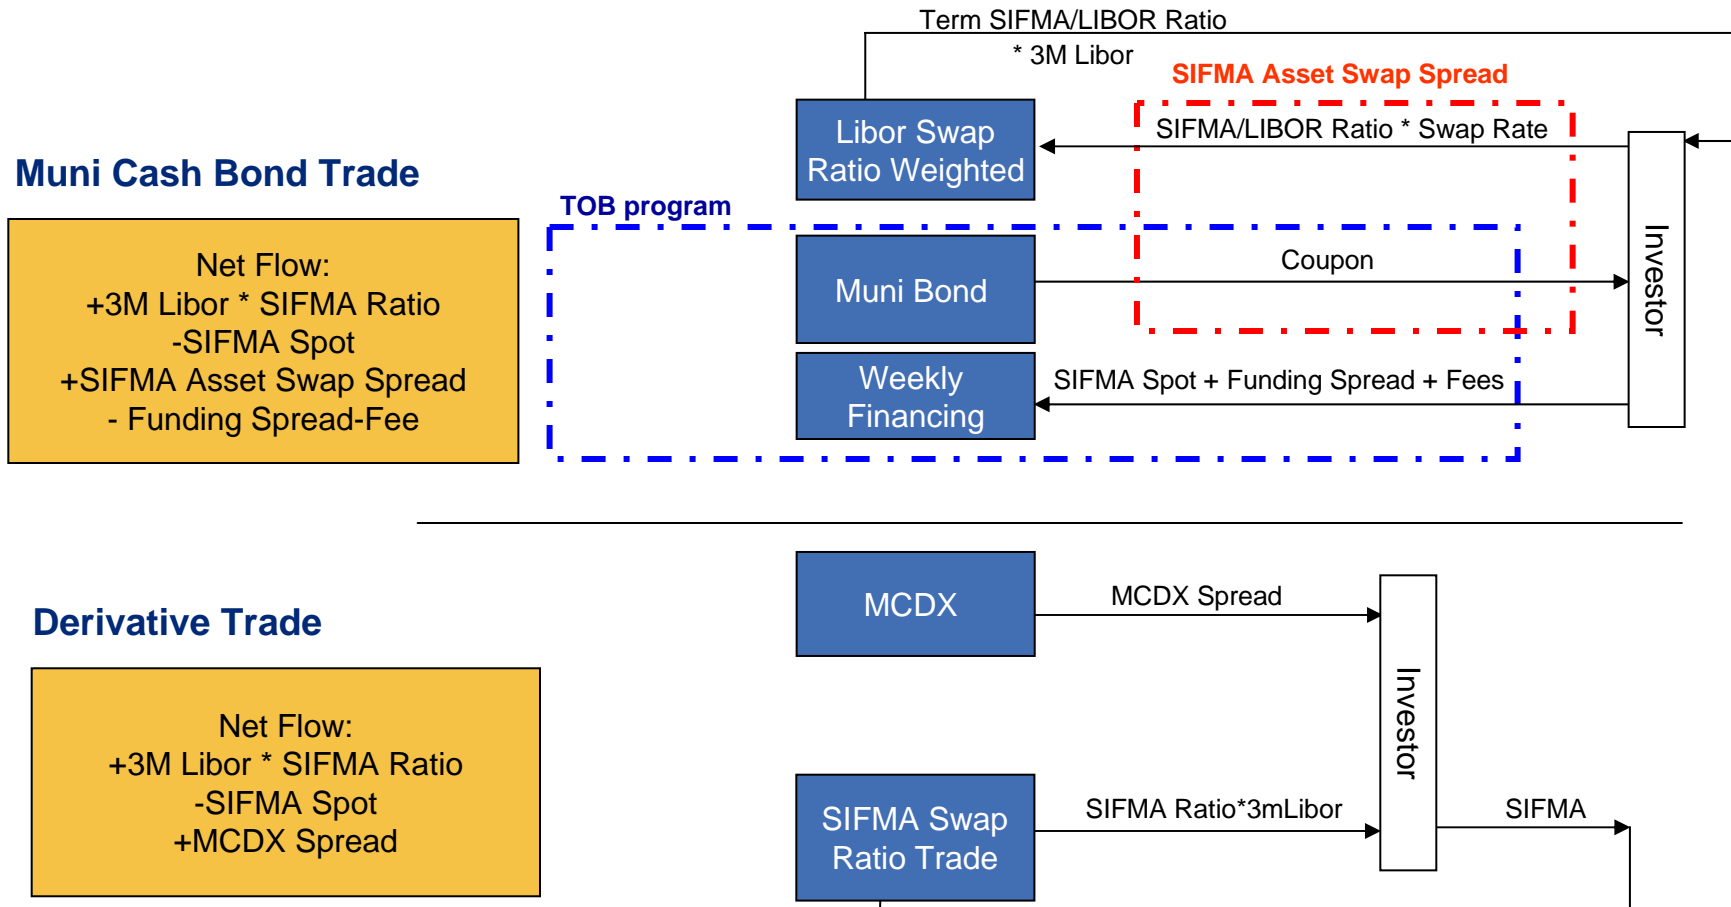 Term SIFMA/LIBOR Ratio
* 3M Libor
SIFMA Asset Swap Spread
Libor Swap
Ratio Weighted
SIFMA/LIBOR Ratio * Swap Rate
Muni Cash Bond Trade
TOB program
Net Flow:
+3M Libor * SIFMA Ratio
-SIFMA Spot
+SIFMA Asset Swap Spread
- Funding Spread-Fee
Muni Bond
Coupon
Investor
Weekly
Financing
SIFMA Spot + Funding Spread + Fees
MCDX
MCDX Spread
Derivative Trade
Investor
Net Flow:
+3M Libor * SIFMA Ratio
-SIFMA Spot
+MCDX Spread
SIFMA Swap
Ratio Trade
SIFMA Ratio*3mLibor
SIFMA